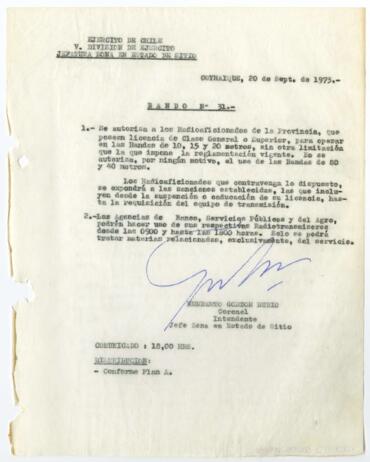 EJERCITO DE CHILE
V. DIVISION DE EJERCITO
JEFATURA ZONA EN ESTADO DE SITIO
COYHAIQUE, 20 de Sept. de 1973.-
B A N D O N° 31.-
1.- Se autoriza a los Radioaficionados de la Provincia, que
poseen licencia de Clase General o Superior, para operar
en las Bandas de 10, 15 y 20 metros, sin otra limitación
que la que impone la reglamentación vigente. No se
autoriza, por ningún motivo, el uso de las Bandas de 80
y 40 metros.
Los Radioaficionados que contravenga lo dispuesto,
se expondrá a las sanciones establecidas, las que inclu-
yen desde la suspensión o caducación de su licencia, has-
ta la requisición del equipo de transmisión.
2.- Las Agencias de Naves, Servicios Públicos y del Agro,
podrán hacer uso de sus respectivos Radiotransmisores
desde las 0900 y hasta las 1800 horas. Solo se podrá
tratar materias relacionadas, exclusivamente, del servicio.
HUMBERTO GORDON RUBIO
Coronel
Intendente
Jefe Zona en Estado de Sitio
COMUNICADO : 18,00 HRS.
DISTRIBUCION:
- Conforme Plan A.